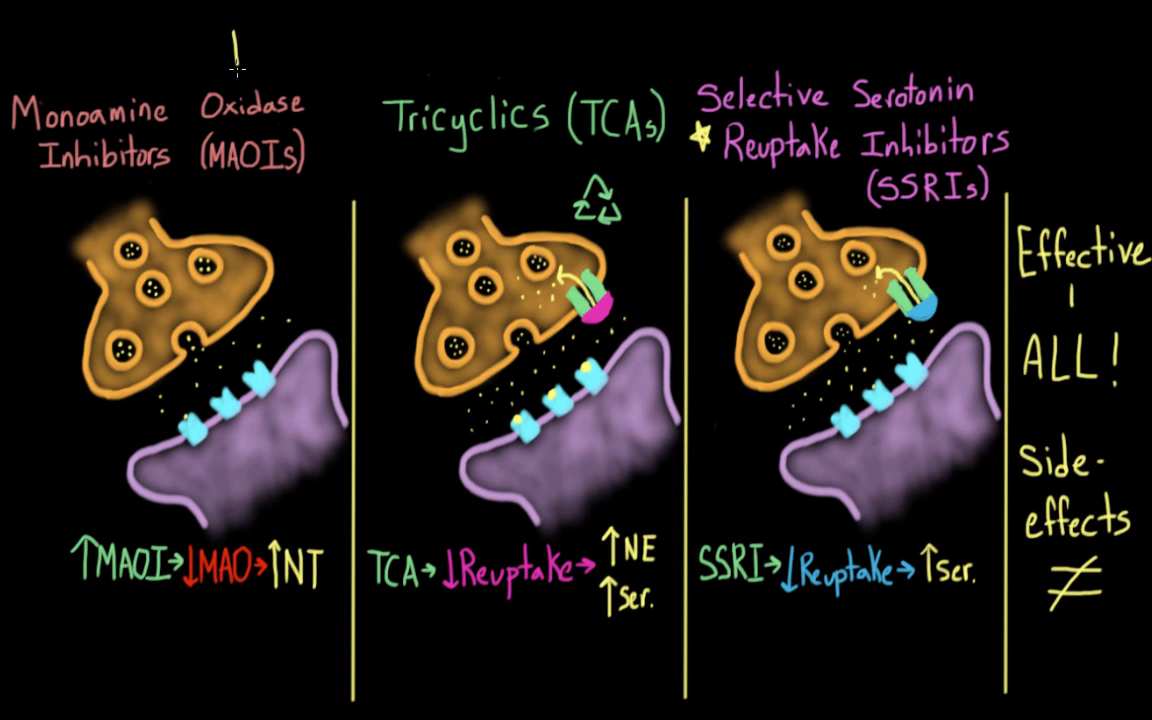 Monoamine Oxidase
Inhibitors (MAOIs)
Tricyclics (TCAs)
Selective Serotonin
Reuptake Inhibitors
(SSRIs)
↑MAOI→↓MAO→↑NT
TCA→↓Reuptake→↑NE
↑Ser.
SSRI→↓Reuptake→↑Ser.
Effective
ALL!
Side-
effects
≠